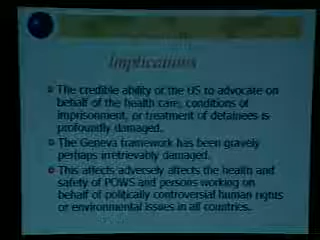 Implications
The credible ability of the US to advocate on
behalf of the health care, conditions of
imprisonment, or treatment of detainees is
profoundly damaged.
The Geneva framework has been gravely
perhaps irretrievably damaged.
This affects adversely affects the health and
safety of POWS and persons working on
behalf of politically controversial human rights
or environmental issues in all countries.